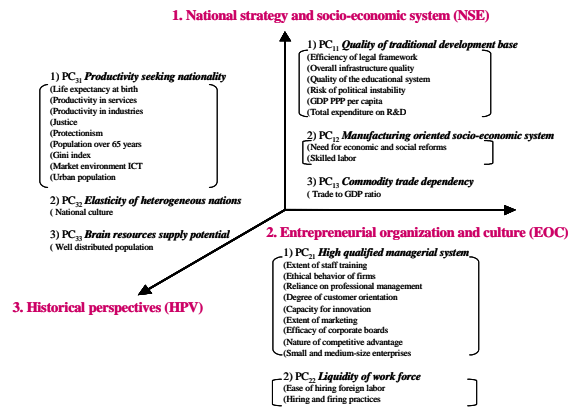 1. National strategy and socio-economic system (NSE)
1) PC11 Quality of traditional development base
(Efficiency of legal framework
(Overall infrastructure quality
(Quality of the educational system
(Risk of political instability
(GDP PPP per capita
(Total expenditure on R&D
2) PC12 Manufacturing oriented socio-economic system
(Need for economic and social reforms
(Skilled labor
3) PC13 Commodity trade dependency
( Trade to GDP ratio
1) PC31 Productivity seeking nationality
(Life expectancy at birth
(Productivity in services
(Productivity in industries
(Justice
(Protectionism
(Population over 65 years
(Gini index
(Market environment ICT
(Urban population
2) PC32 Elasticity of heterogeneous nations
( National culture
3) PC33 Brain resources supply potential
( Well distributed population
2. Entrepreneurial organization and culture (EOC)
1) PC21 High qualified managerial system
(Extent of staff training
(Ethical behavior of firms
(Reliance on professional management
(Degree of customer orientation
(Capacity for innovation
(Extent of marketing
(Efficacy of corporate boards
(Nature of competitive advantage
(Small and medium-size enterprises
2) PC22 Liquidity of work force
(Ease of hiring foreign labor
(Hiring and firing practices
3. Historical perspectives (HPV)